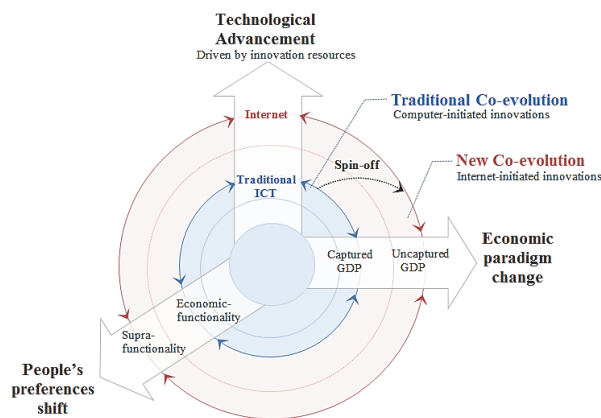 Technological
Advancement
Driven by innovation resources
Internet
Traditional Co-evolution
Computer-initiated innovations
Spin-off
New Co-evolution
Internet-initiated innovations
Traditional
ICT
Captured
GDP
Uncaptured
GDP
Economic
paradigm
change
Economic-
functionality
Supra-
functionality
People's
preferences
shift